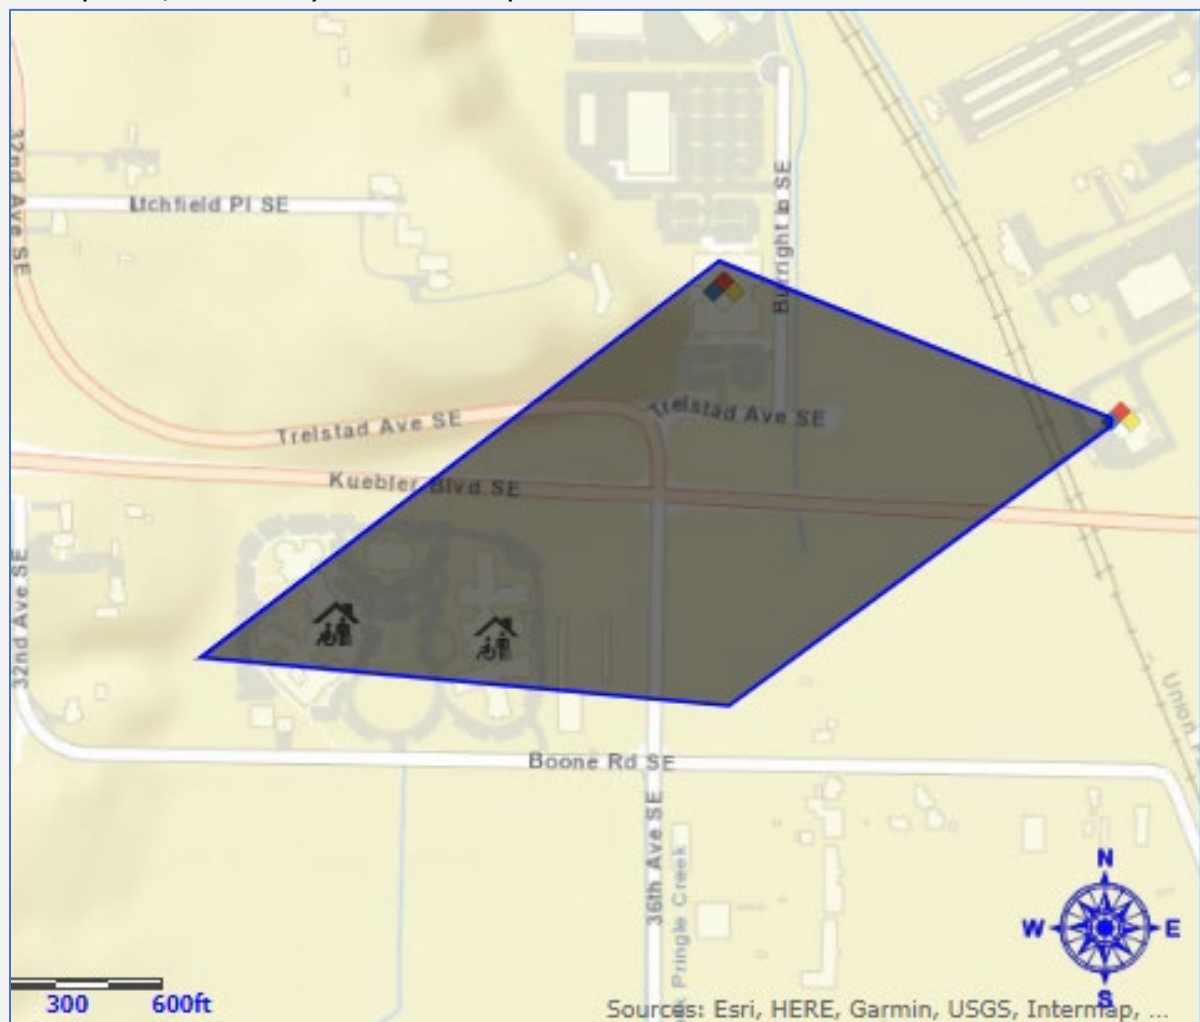 32nd Ave SE
Litchfield Pl SE
Burright Ln SE
Trelstad Ave SE
Trelstad Ave SE
Kuebler Blvd SE
32nd Ave SE
Union
Boone Rd SE
36th Ave SE
Pringle Creek
N
W E
S
300 600ft
Sources: Esri, HERE, Garmin, USGS, Intermap, ...